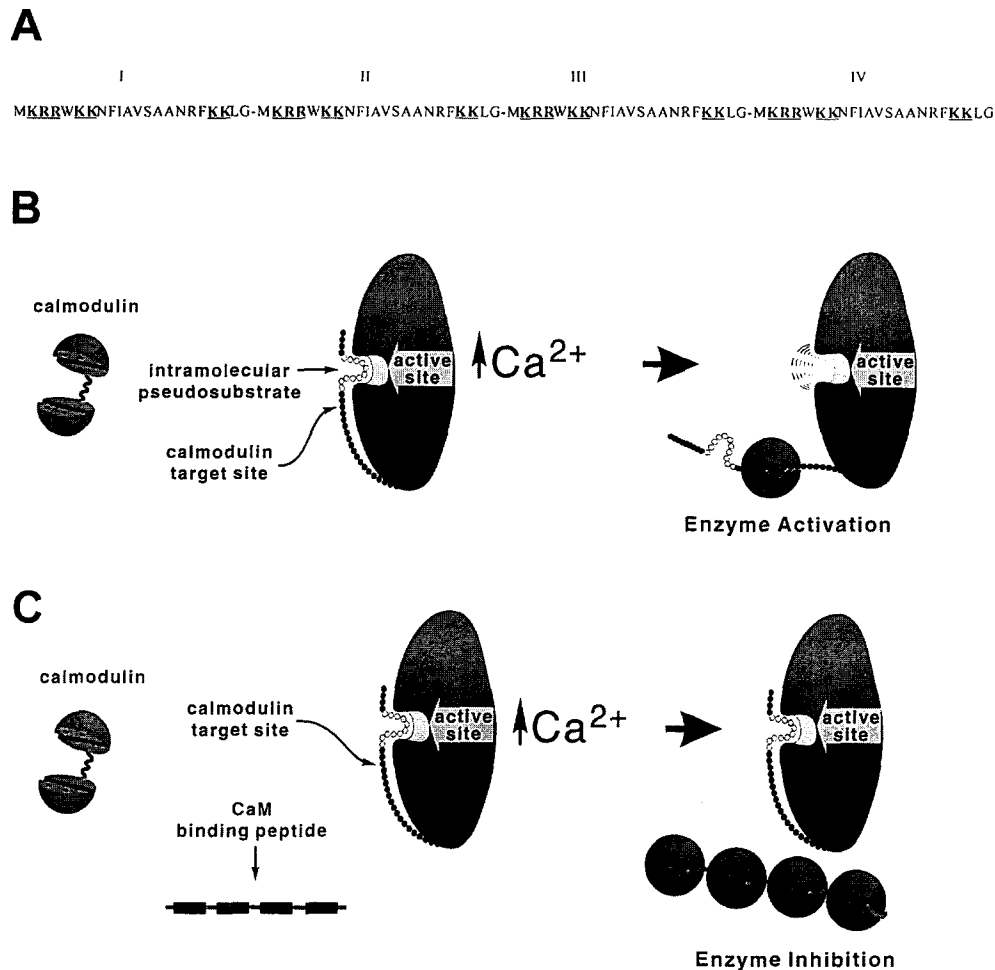 A
I II III IV
MKRRWKKNFIAVSAANRFKKLG-MKRRWKKNFIAVSAANRFKKLG-MKRRWKKNFIAVSAANRFKKLG-MKRRWKKNFIAVSAANRFKKLG
B
calmodulin
intramolecular
pseudosubstrate
calmodulin
target site
active
site
Ca2+
active
site
Enzyme Activation
C
calmodulin
calmodulin
target site
CaM
binding peptide
active
site
Ca2+
active
site
Enzyme Inhibition